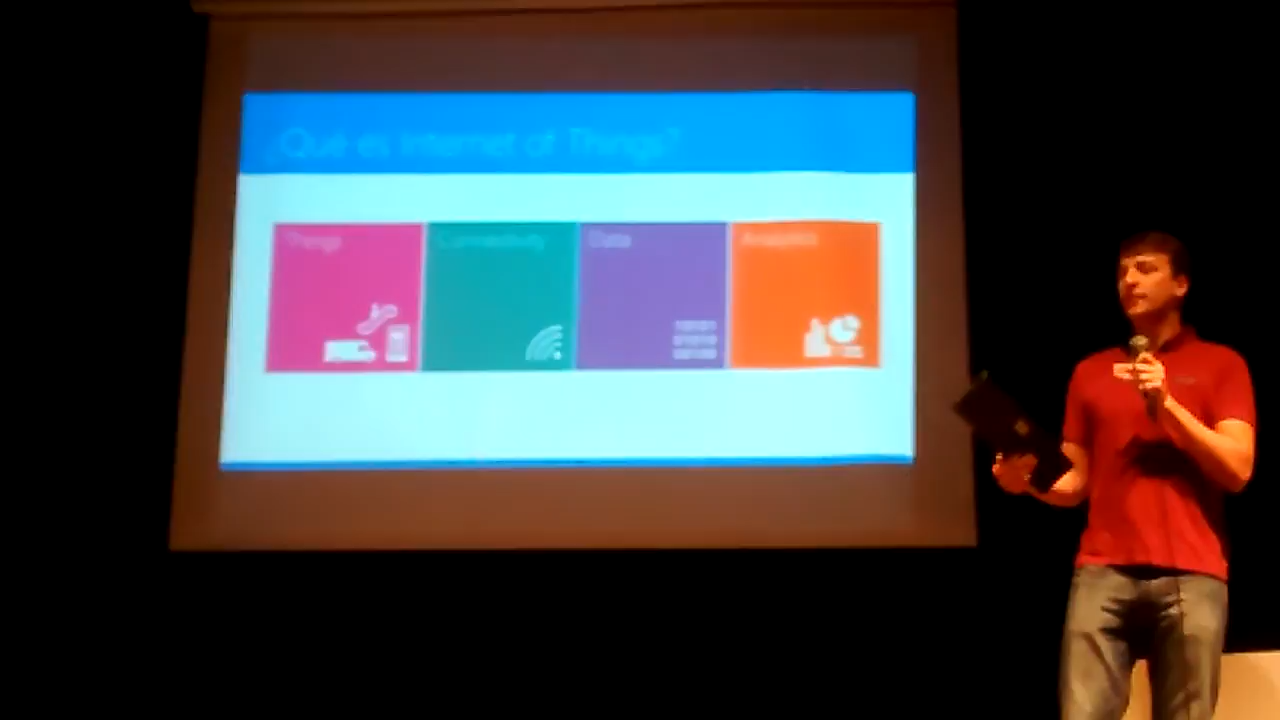 ¿Qué es Internet of Things?
Things
Connectivity
Data
Analytics